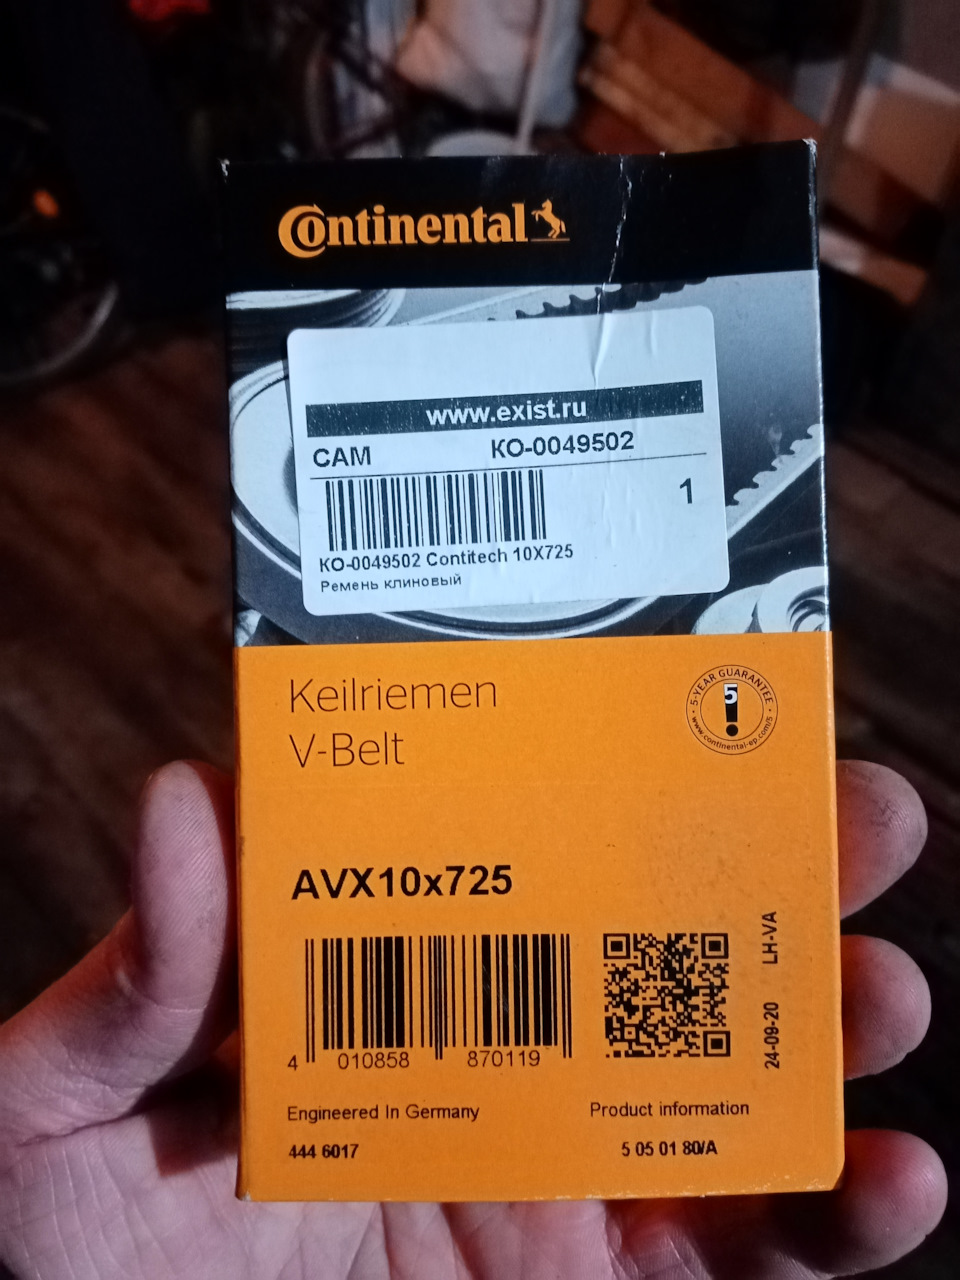 Continental
www.exist.ru
САМ KO-0049502
1
KO-0049502 Contitech 10X725
Ремень клиновый
Keilriemen
V-Belt
5-YEAR GUARANTEE
5
www.continental-ep.com/5
AVX10x725
4 010858 870119
24-09-20 LH-VA
Engineered In Germany
Product information
444 6017
5 05 01 80/A